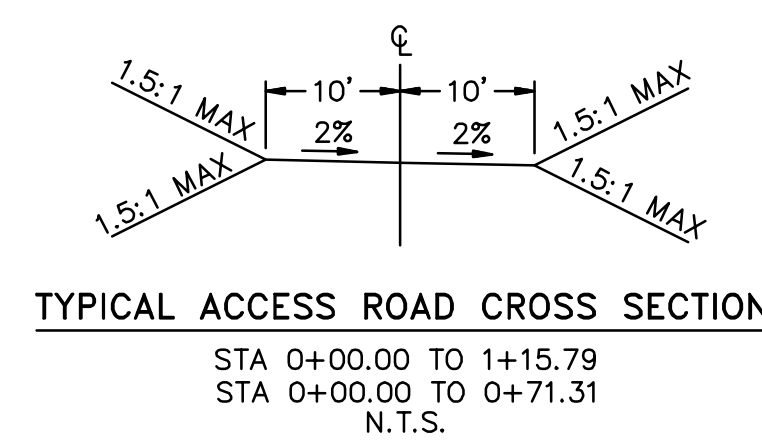 ℄
1.5:1 MAX
10' 10'
1.5:1 MAX
2% 2%
1.5:1 MAX
1.5:1 MAX
TYPICAL ACCESS ROAD CROSS SECTION
STA 0+00.00 TO 1+15.79
STA 0+00.00 TO 0+71.31
N.T.S.